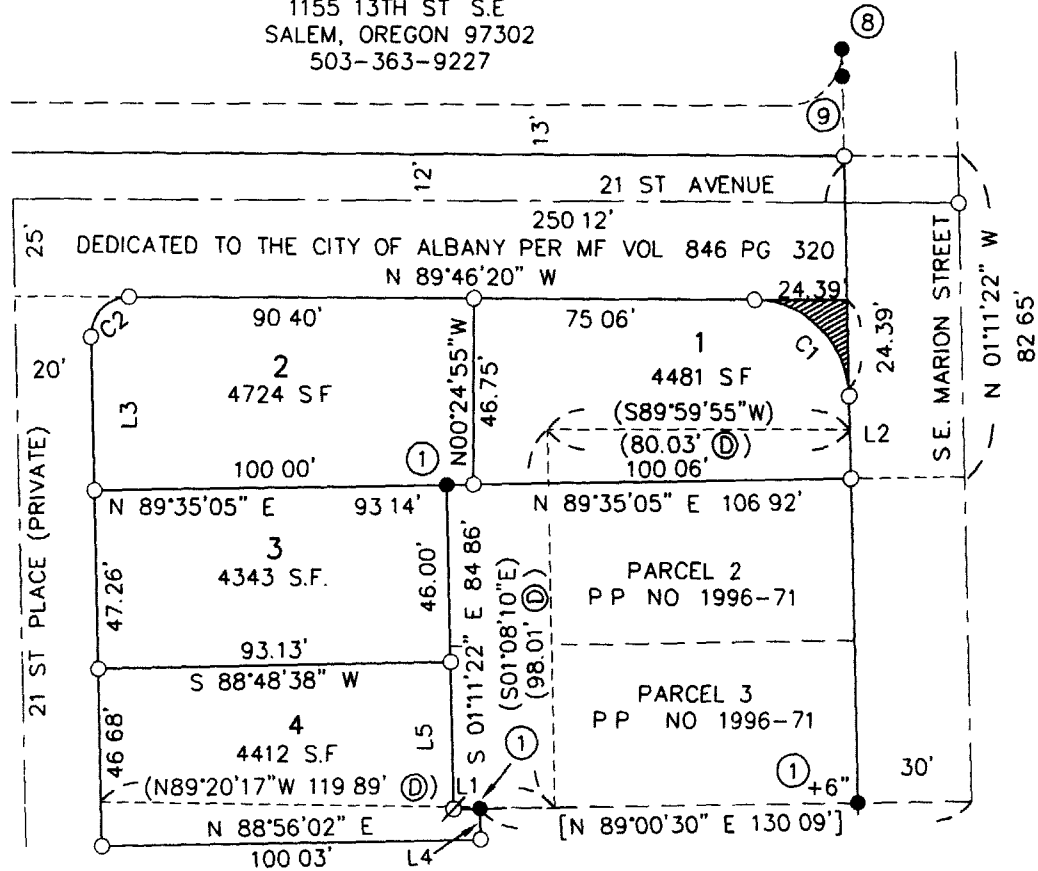 1155 13TH ST S.E
SALEM, OREGON 97302
503-363-9227
8
9
13'
12'
21 ST AVENUE
250 12'
25'
DEDICATED TO THE CITY OF ALBANY PER MF VOL 846 PG 320
N 89°46'20" W
24.39
C2
90 40'
75 06'
C1
24.39'
S E. MARION STREET
N 01°11'22" W
82 65'
20'
2
4724 S F
N00°24'55"W
46.75'
1
4481 S F
(S89°59'55"W)
(80.03' D)
L2
L3
100 00'
1
100 06'
N 89°35'05" E
93 14'
N 89°35'05" E 106 92'
21 ST PLACE (PRIVATE)
47.26'
3
4343 S.F.
46.00'
S 01°11'22" E 84 86'
(S01°08'10"E)
(98.01' D)
PARCEL 2
P P NO 1996-71
93.13'
S 88°48'38" W
46 68'
4
4412 S.F
L5
PARCEL 3
P P NO 1996-71
1
(N89°20'17"W 119 89' D)
L1
1
+6"
30'
N 88°56'02" E
[N 89°00'30" E 130 09']
100 03'
L4